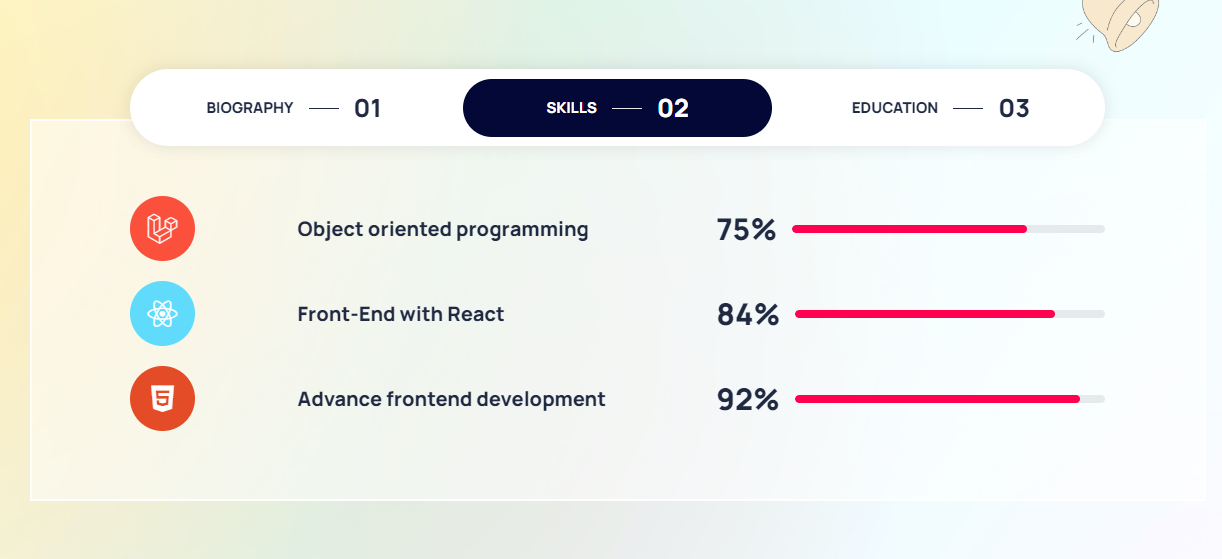 BIOGRAPHY — 01 SKILLS — 02 EDUCATION — 03
Object oriented programming 75%
Front-End with React 84%
Advance frontend development 92%